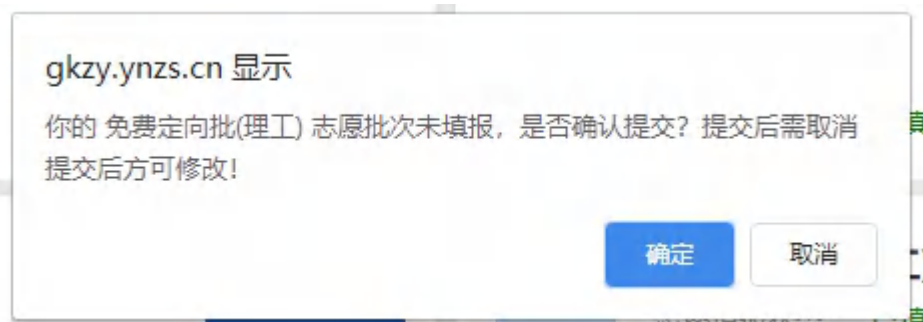 gkzy.ynzs.cn 显示
你的 免费定向批(理工) 志愿批次未填报，是否确认提交？提交后需取消
提交后方可修改！
确定
取消